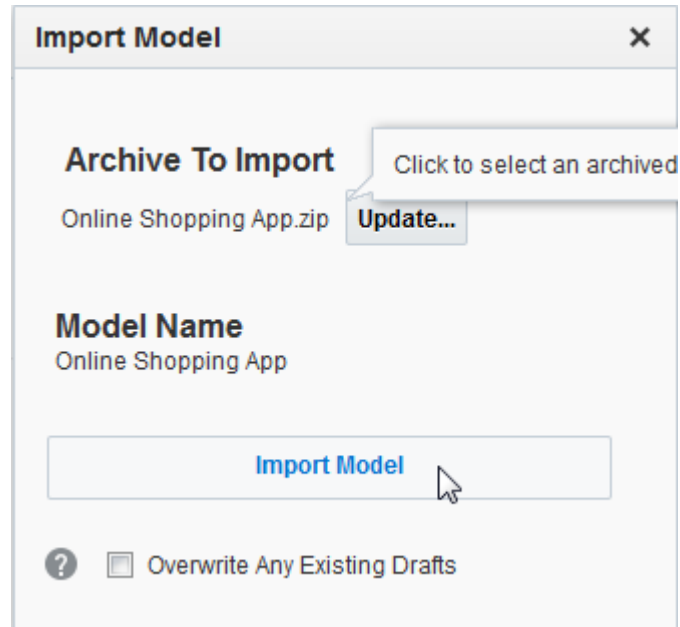 Import Model
Archive To Import
Click to select an archived
Online Shopping App.zip
Update...
Model Name
Online Shopping App
Import Model
? Overwrite Any Existing Drafts